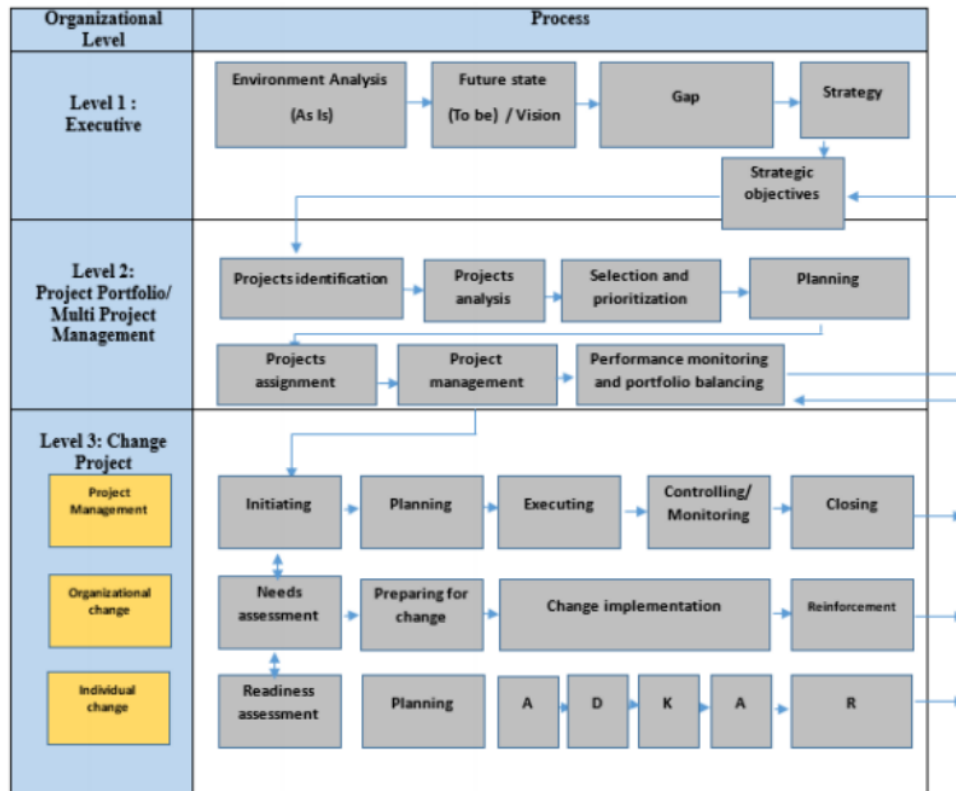 Organizational
Level
Process
Level 1 :
Executive
Environment Analysis
(As Is)
Future state
(To be) / Vision
Gap
Strategy
Strategic
objectives
Level 2:
Project Portfolio/
Multi Project
Management
Projects identification
Projects
analysis
Selection and
prioritization
Planning
Projects
assignment
Project
management
Performance monitoring
and portfolio balancing
Level 3: Change
Project
Project
Management
Initiating
Planning
Executing
Controlling/
Monitoring
Closing
Organizational
change
Needs
assessment
Preparing for
change
Change implementation
Reinforcement
Individual
change
Readiness
assessment
Planning
A
D
K
A
R